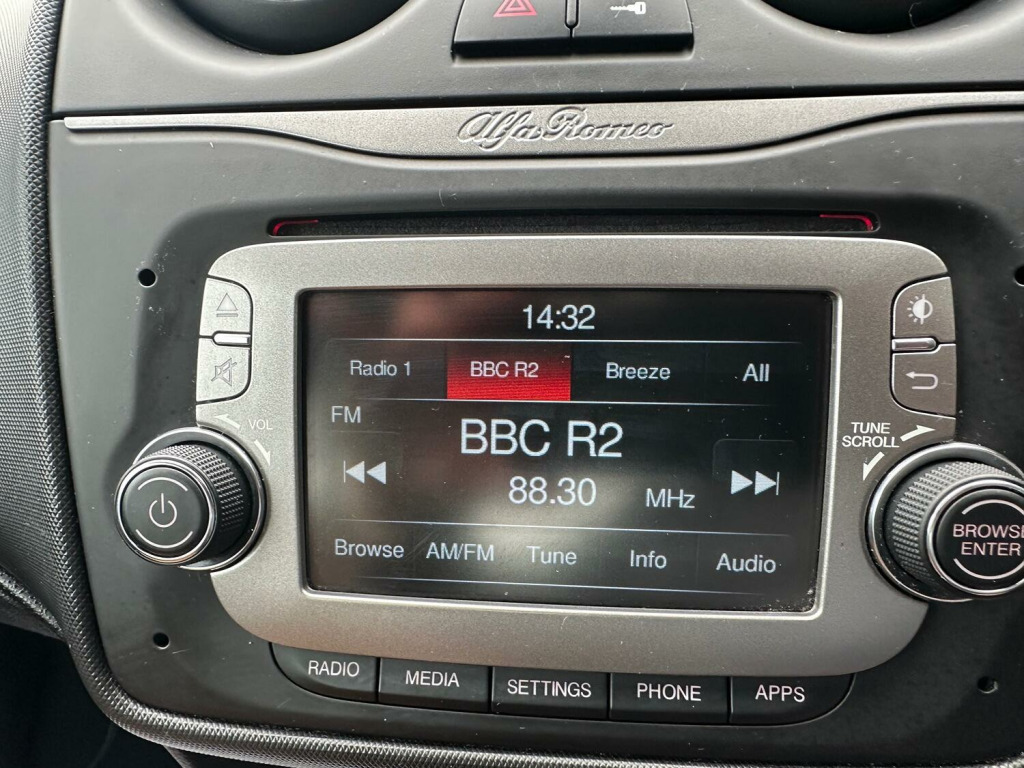 Alfa Romeo
14:32
Radio 1 BBC R2 Breeze All
FM
VOL
TUNE
SCROLL
BBC R2
88.30 MHz
BROWSE
ENTER
Browse AM/FM Tune Info Audio
RADIO MEDIA SETTINGS PHONE APPS